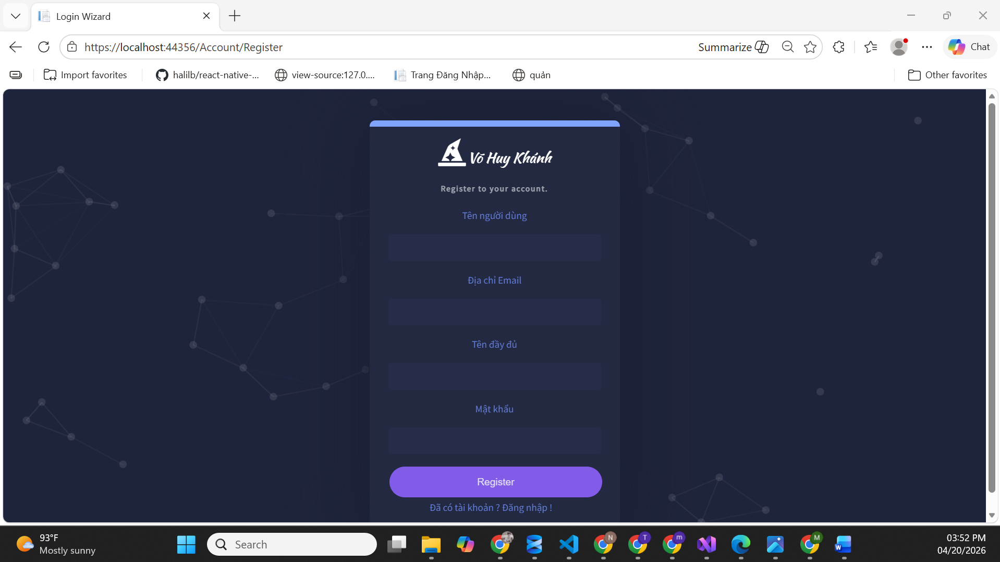 Login Wizard
https://localhost:44356/Account/Register
Summarize
Chat
Import favorites
halilb/react-native-...
view-source:127.0....
Trang Đăng Nhập...
quản
Other favorites
Võ Huy Khánh
Register to your account.
Tên người dùng
Địa chỉ Email
Tên đầy đủ
Mật khẩu
Register
Đã có tài khoản ? Đăng nhập !
93°F
Mostly sunny
Search
N
T
m
M
W
03:52 PM
04/20/2026